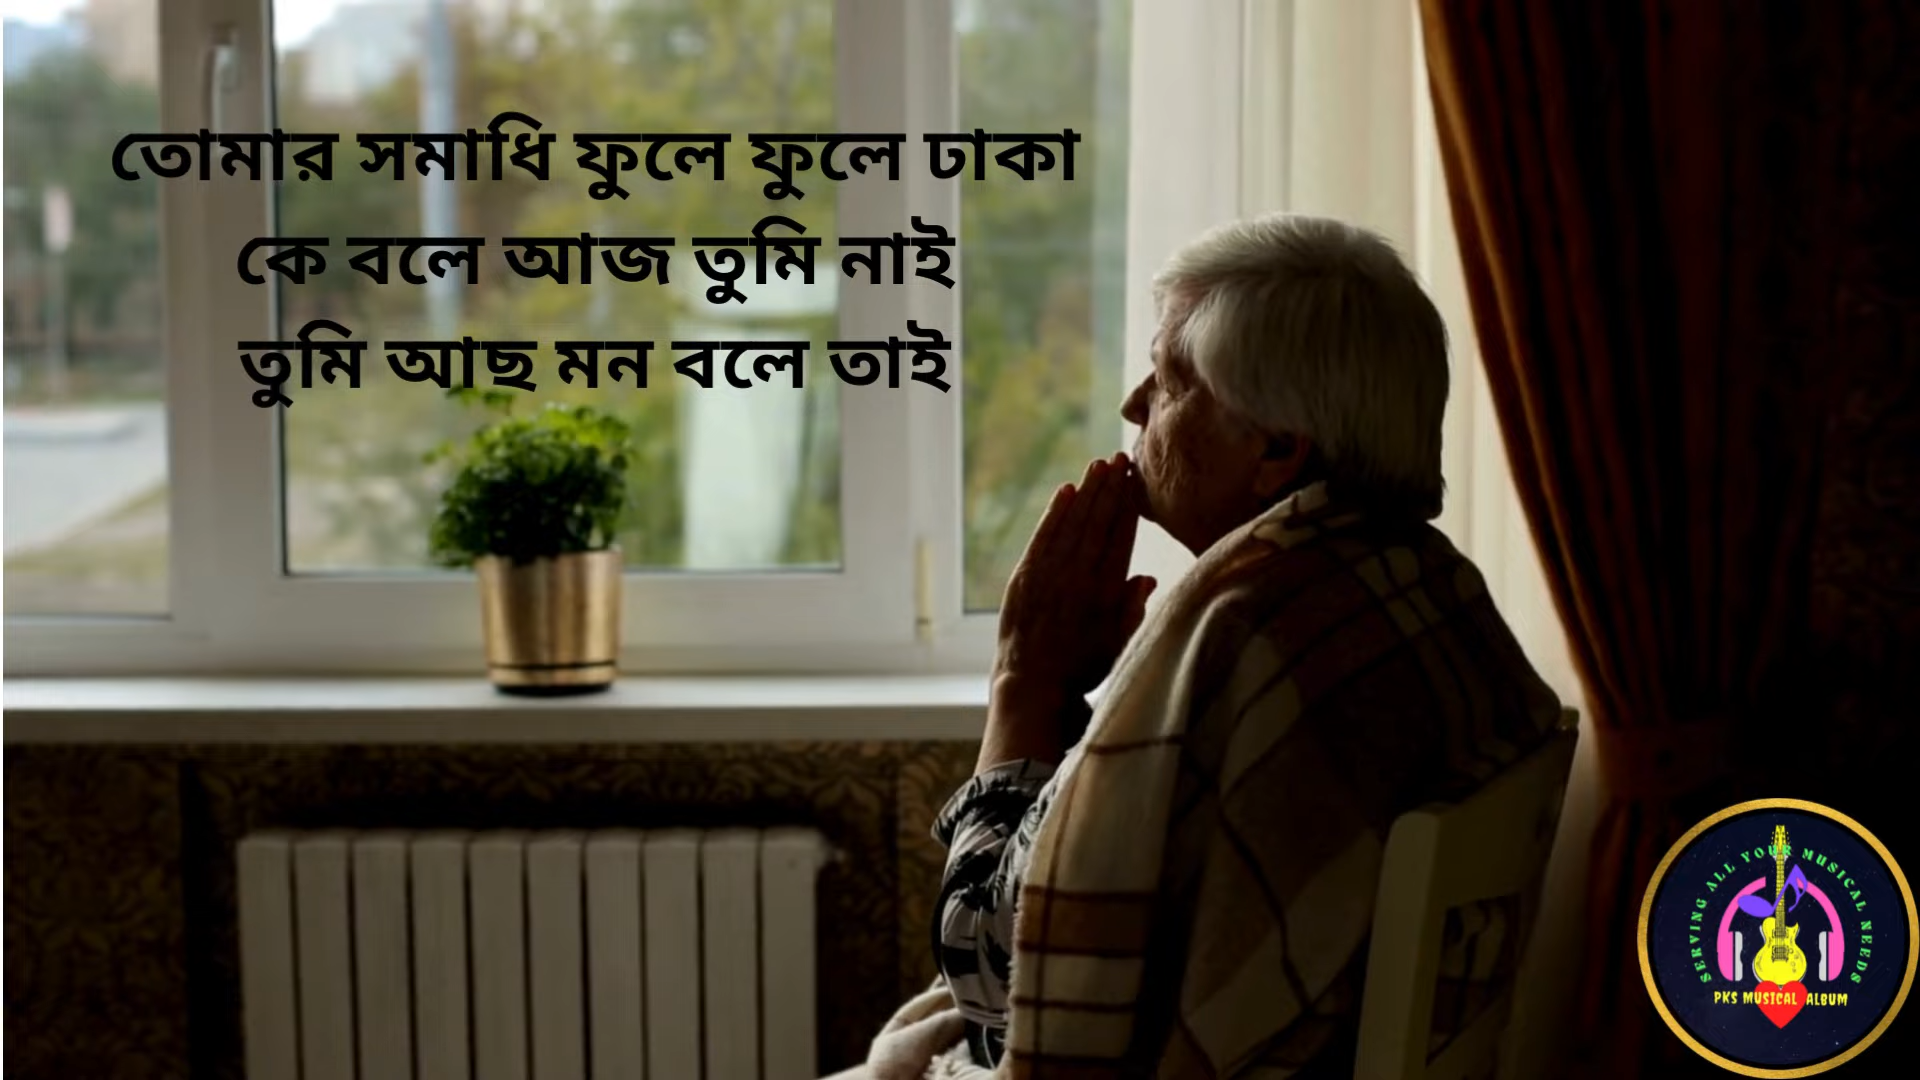 তোমার সমাধি ফুলে ফুলে ঢাকা
কে বলে আজ তুমি নাই
তুমি আছ মন বলে তাই
SERVING ALL YOUR MUSICAL NEEDS
PKS MUSICAL ALBUM